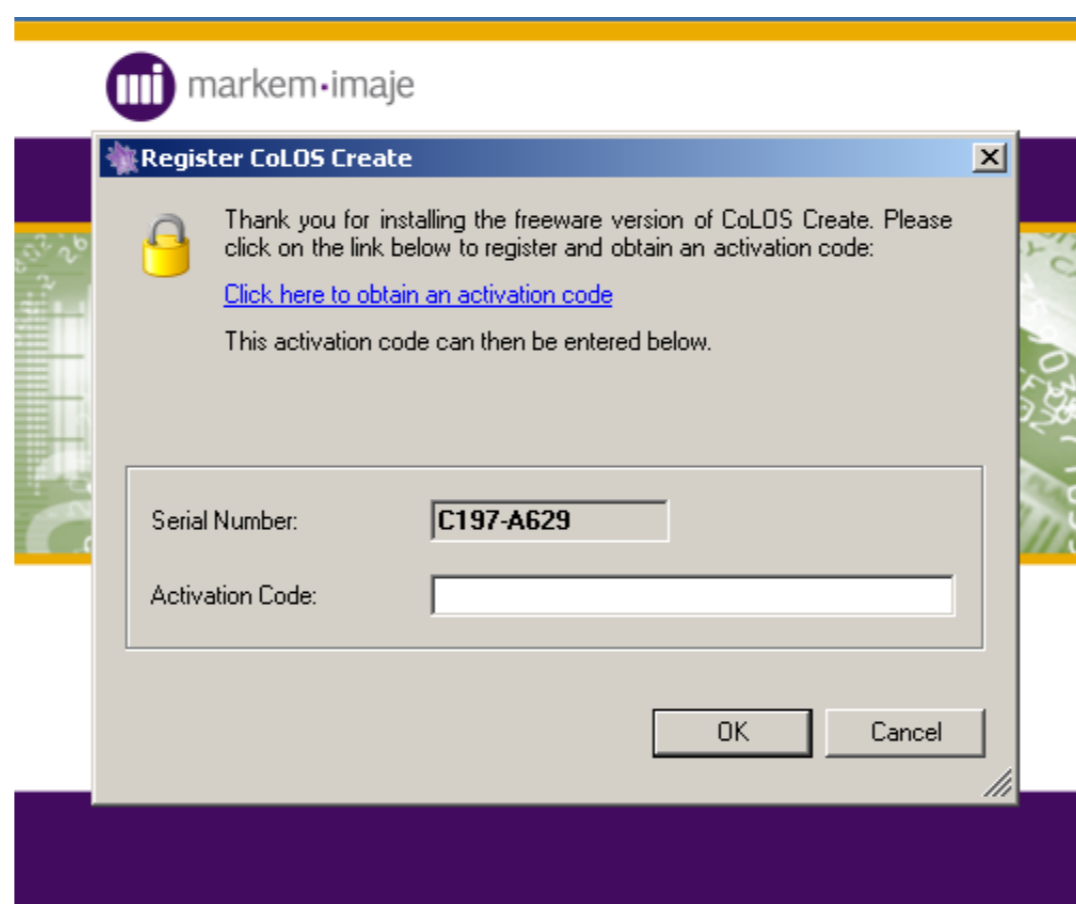 markem·imaje
Register CoLOS Create
Thank you for installing the freeware version of CoLOS Create. Please
click on the link below to register and obtain an activation code:
Click here to obtain an activation code
This activation code can then be entered below.
Serial Number:
C197-A629
Activation Code:
OK
Cancel